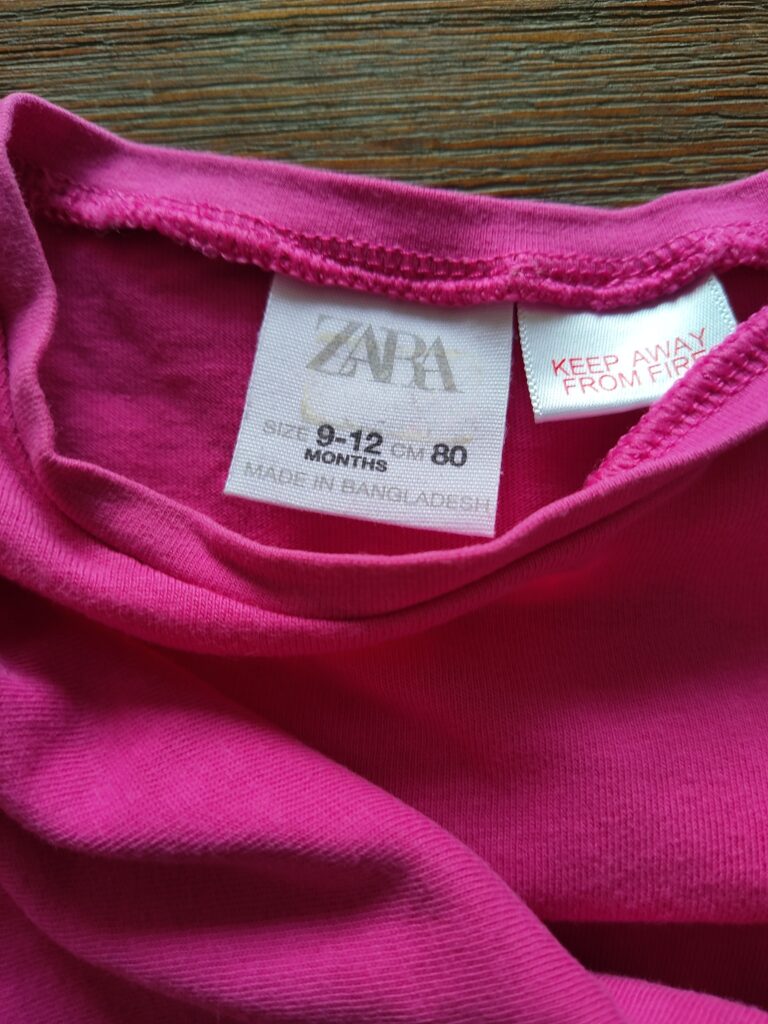 ZARA
SIZE 9-12 CM 80
MONTHS
MADE IN BANGLADESH
KEEP AWAY
FROM FIRE